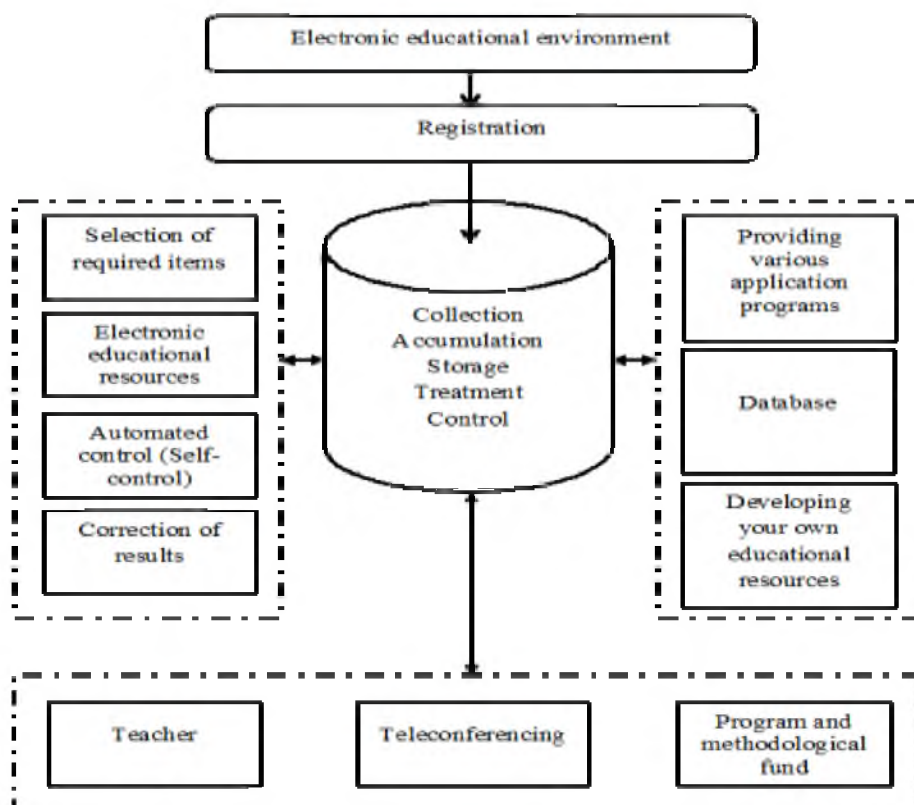 Electronic educational environment
Registration
Selection of
required items
Electronic
educational
resources
Automated
control (Self-
control)
Correction of
results
Collection
Accumulation
Storage
Treatment
Control
Providing
various
application
programs
Database
Developing
your own
educational
resources
Teacher
Teleconferencing
Program and
methodological
fund